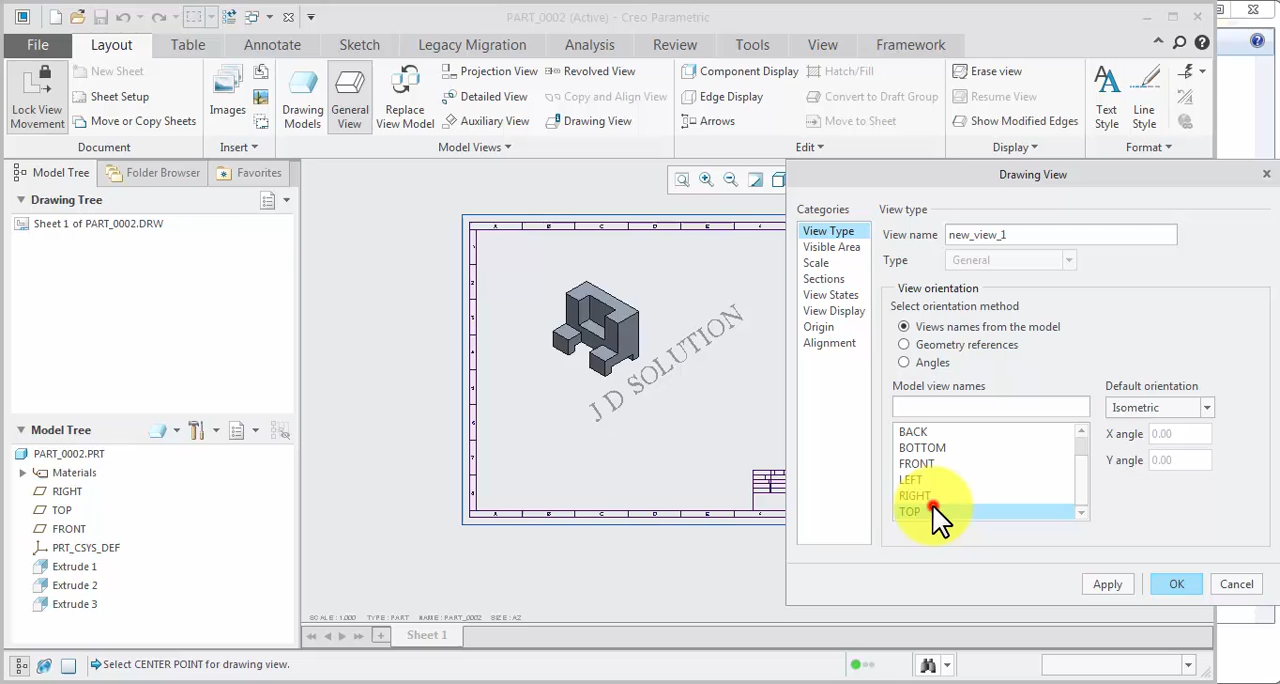 PART_0002 (Active) - Creo Parametric
File
Layout
Table
Annotate
Sketch
Legacy Migration
Analysis
Review
Tools
View
Framework
Lock View Movement
New Sheet
Sheet Setup
Move or Copy Sheets
Document
Images
Insert
Drawing Models
General View
Replace View Model
Projection View
Detailed View
Auxiliary View
Revolved View
Copy and Align View
Drawing View
Model Views
Component Display
Edge Display
Arrows
Hatch/Fill
Convert to Draft Group
Move to Sheet
Edit
Erase view
Resume View
Show Modified Edges
Display
Text Style
Line Style
Format
Model Tree
Folder Browser
Favorites
Drawing Tree
Sheet 1 of PART_0002.DRW
Model Tree
PART_0002.PRT
Materials
RIGHT
TOP
FRONT
PRT_CSYS_DEF
Extrude 1
Extrude 2
Extrude 3
J D SOLUTION
SCALE : 1.000 TYPE : PART NAME : PART_0002 SIZE : A2
Sheet 1
Select CENTER POINT for drawing view.
Drawing View
Categories
View Type
Visible Area
Scale
Sections
View States
View Display
Origin
Alignment
View type
View name
new_view_1
Type
General
View orientation
Select orientation method
Views names from the model
Geometry references
Angles
Model view names
BACK
BOTTOM
FRONT
LEFT
RIGHT
TOP
Default orientation
Isometric
X angle
0.00
Y angle
0.00
Apply
OK
Cancel